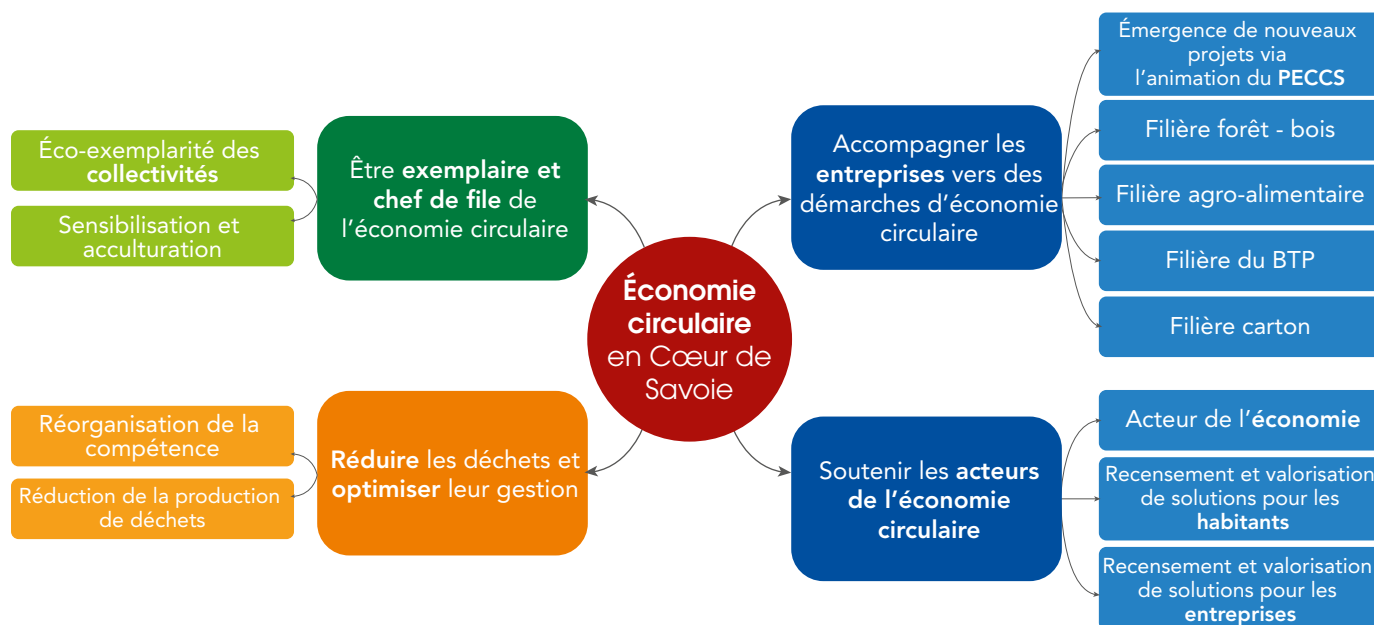 Économie
circulaire
en Cœur de
Savoie
Être exemplaire et
chef de file de
l'économie circulaire
Éco-exemplarité des
collectivités
Sensibilisation et
acculturation
Réduire les déchets et
optimiser leur gestion
Réorganisation de la
compétence
Réduction de la production
de déchets
Accompagner les
entreprises vers des
démarches d'économie
circulaire
Émergence de nouveaux
projets via
l'animation du PECCS
Filière forêt - bois
Filière agro-alimentaire
Filière du BTP
Filière carton
Soutenir les acteurs
de l'économie
circulaire
Acteur de l'économie
Recensement et valorisation
de solutions pour les
habitants
Recensement et valorisation
de solutions pour les
entreprises